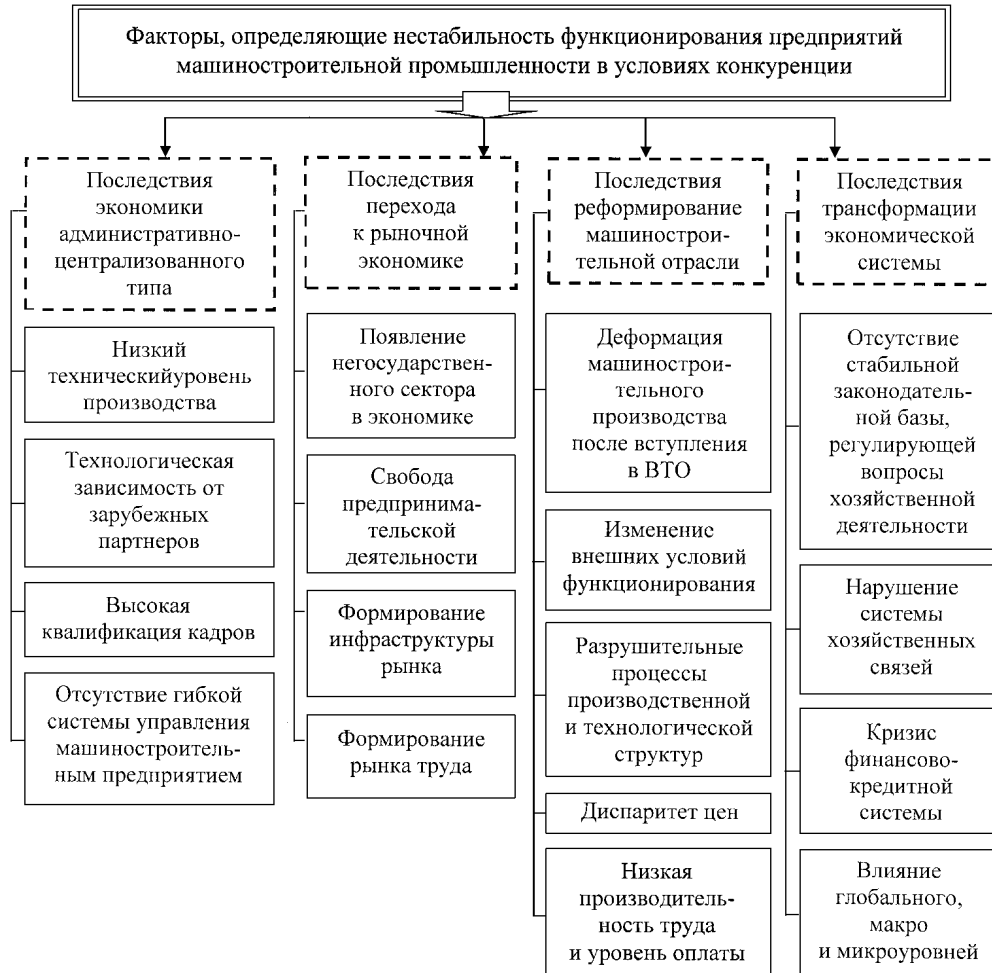 Факторы, определяющие нестабильность функционирования предприятий
машиностроительной промышленности в условиях конкуренции
Последствия
экономики
административно-
централизованного
типа
Низкий
техническийуровень
производства
Технологическая
зависимость от
зарубежных
партнеров
Высокая
квалификация кадров
Отсутствие гибкой
системы управления
машиностроитель-
ным предприятием
Последствия
перехода
к рыночной
экономике
Появление
негосударствен-
ного сектора
в экономике
Свобода
предпринима-
тельской
деятельности
Формирование
инфраструктуры
рынка
Формирование
рынка труда
Последствия
реформирование
машинострои-
тельной отрасли
Деформация
машинострои-
тельного
производства
после вступления
в ВТО
Изменение
внешних условий
функционирования
Разрушительные
процессы
производственной
и технологической
структур
Диспаритет цен
Низкая
производитель-
ность труда
и уровень оплаты
Последствия
трансформации
экономической
системы
Отсутствие
стабильной
законодатель-
ной базы,
регулирующей
вопросы
хозяйственной
деятельности
Нарушение
системы
хозяйственных
связей
Кризис
финансово-
кредитной
системы
Влияние
глобального,
макро
и микроуровней